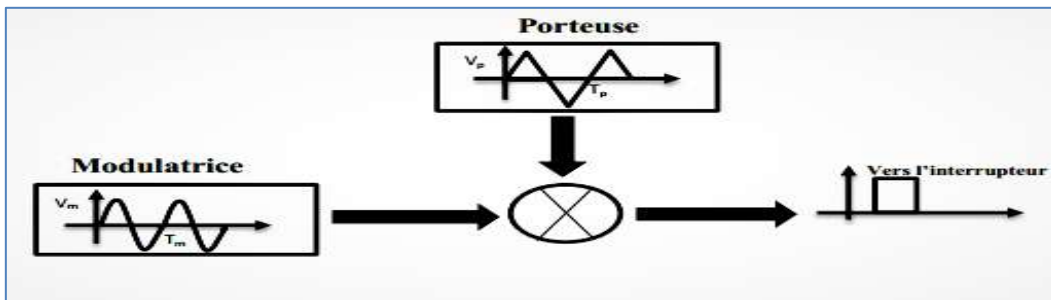 Porteuse
Vp
Tp
Modulatrice
Vm
Tm
Vers l'interrupteur